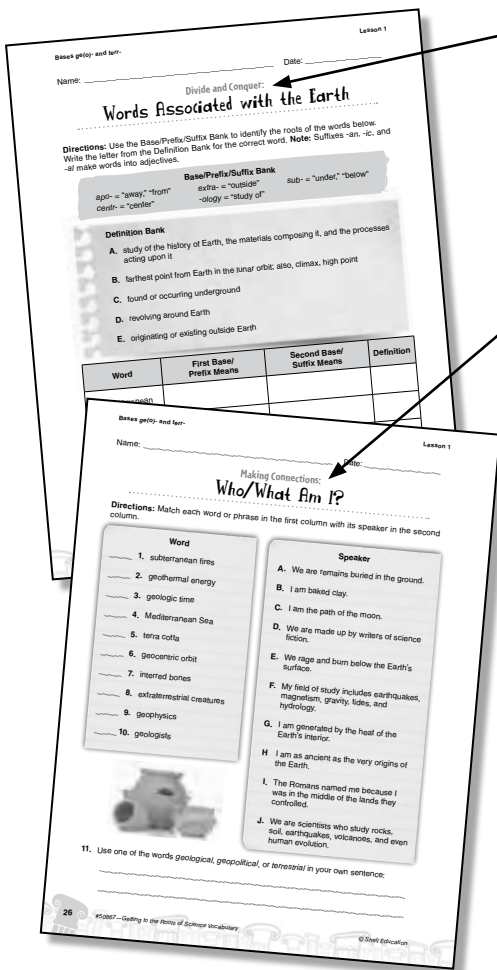 Bases ge(o)- and terr-
Lesson 1
Name:
Date:
Divide and Conquer:
Words Associated with the Earth
Directions: Use the Base/Prefix/Suffix Bank to identify the roots of the words below.
Write the letter from the Definition Bank for the correct word. Note: Suffixes -an, -ic, and
-al make words into adjectives.
Base/Prefix/Suffix Bank
apo- = "away," "from"
extra- = "outside"
sub- = "under," "below"
centr- = "center"
-ology = "study of"
Definition Bank
A. study of the history of Earth, the materials composing it, and the processes
acting upon it
B. farthest point from Earth in the lunar orbit; also, climax, high point
C. found or occurring underground
D. revolving around Earth
E. originating or existing outside Earth
Word
First Base/
Prefix Means
Second Base/
Suffix Means
Definition
Bases ge(o)- and terr-
Lesson 1
Name:
Date:
Making Connections:
Who/What Am I?
Directions: Match each word or phrase in the first column with its speaker in the second
column.
Word
1. subterranean fires
2. geothermal energy
3. geologic time
4. Mediterranean Sea
5. terra cotta
6. geocentric orbit
7. interred bones
8. extraterrestrial creatures
9. geophysics
10. geologists
Speaker
A. We are remains buried in the ground.
B. I am baked clay.
C. I am the path of the moon.
D. We are made up by writers of science
fiction.
E. We rage and burn below the Earth's
surface.
F. My field of study includes earthquakes,
magnetism, gravity, tides, and
hydrology.
G. I am generated by the heat of the
Earth's interior.
H I am as ancient as the very origins of
the Earth.
I. The Romans named me because I
was in the middle of the lands they
controlled.
J. We are scientists who study rocks,
soil, earthquakes, volcanoes, and even
human evolution.
11. Use one of the words geological, geopolitical, or terrestrial in your own sentence:
26
#50867—Getting to the Roots of Science Vocabulary
© Shell Education